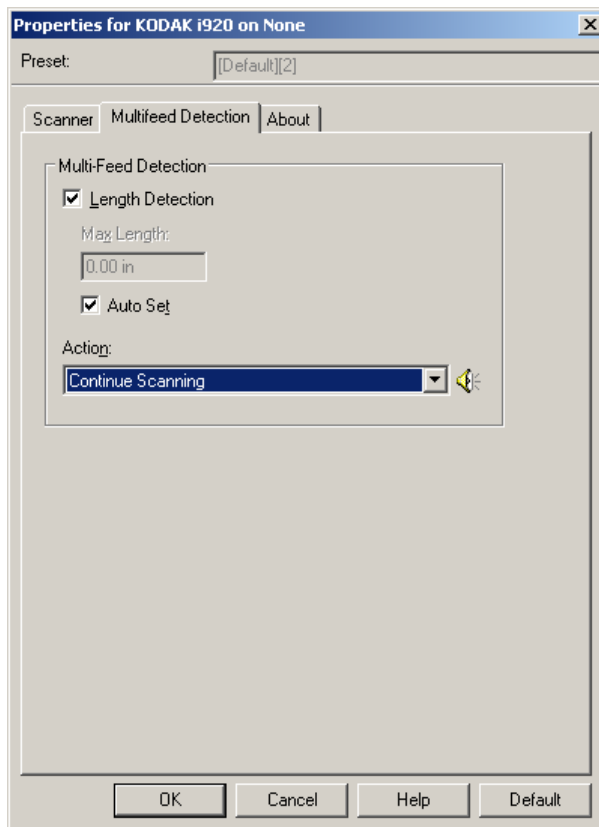 Properties for KODAK i920 on None
Preset: [Default][2]
Scanner Multifeed Detection About
Multi-Feed Detection
Length Detection
Max Length:
0.00 in
Auto Set
Action:
Continue Scanning
OK Cancel Help Default